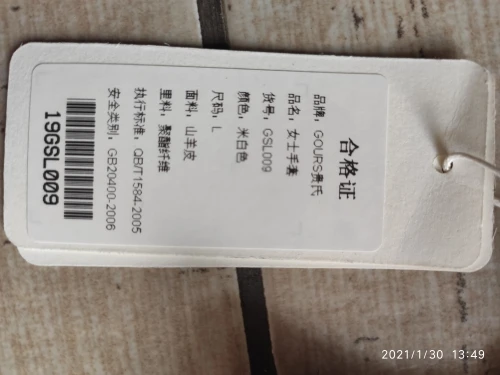 合格证
品牌：GOURS贵氏
品名：女士手套
货号：GSL009
颜色：米白色
尺码：L
面料：山羊皮
里料：聚酯纤维
执行标准：QB/T1584-2005
安全类别：GB20400-2006
19GSL009
2021/1/30 13:49